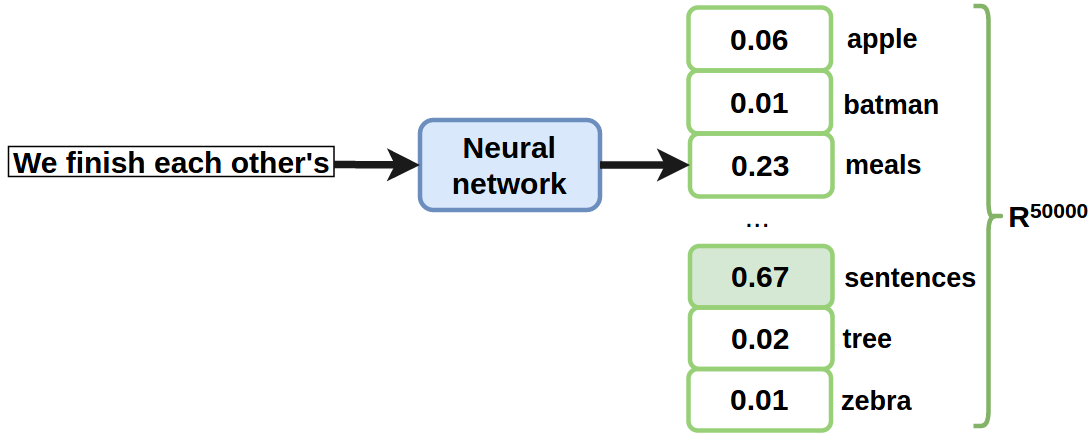 We finish each other's
Neural
network
0.06 apple
0.01 batman
0.23 meals
...
0.67 sentences
0.02 tree
0.01 zebra
R^50000